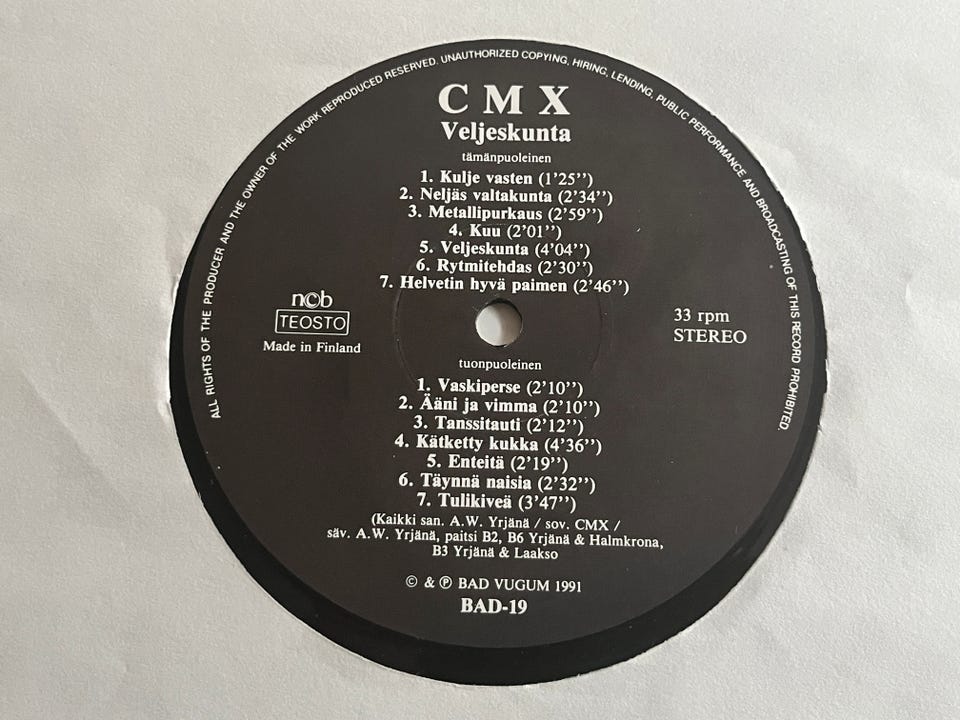 ALL RIGHTS OF THE PRODUCER AND THE OWNER OF THE WORK REPRODUCED RESERVED. UNAUTHORIZED COPYING, HIRING, LENDING. PUBLIC PERFORMANCE AND BROADCASTING OF THIS RECORD PROHIBITED.
CMX
Veljeskunta
tämänpuoleinen
1. Kulje vasten (1'25'')
2. Neljäs valtakunta (2'34'')
3. Metallipurkaus (2'59'')
4. Kuu (2'01'')
5. Veljeskunta (4'04'')
6. Rytmitehdas (2'30'')
7. Helvetin hyvä paimen (2'46'')
ncb
TEOSTO
Made in Finland
33 rpm
STEREO
tuonpuoleinen
1. Vaskiperse (2'10'')
2. Ääni ja vimma (2'10'')
3. Tanssitauti (2'12'')
4. Kätketty kukka (4'36'')
5. Enteitä (2'19'')
6. Täynnä naisia (2'32'')
7. Tulikiveä (3'47'')
(Kaikki san. A.W. Yrjänä / sov. CMX /
säv. A.W. Yrjänä, paitsi B2, B6 Yrjänä & Halmkrona,
B3 Yrjänä & Laakso
© & ℗ BAD VUGUM 1991
BAD-19